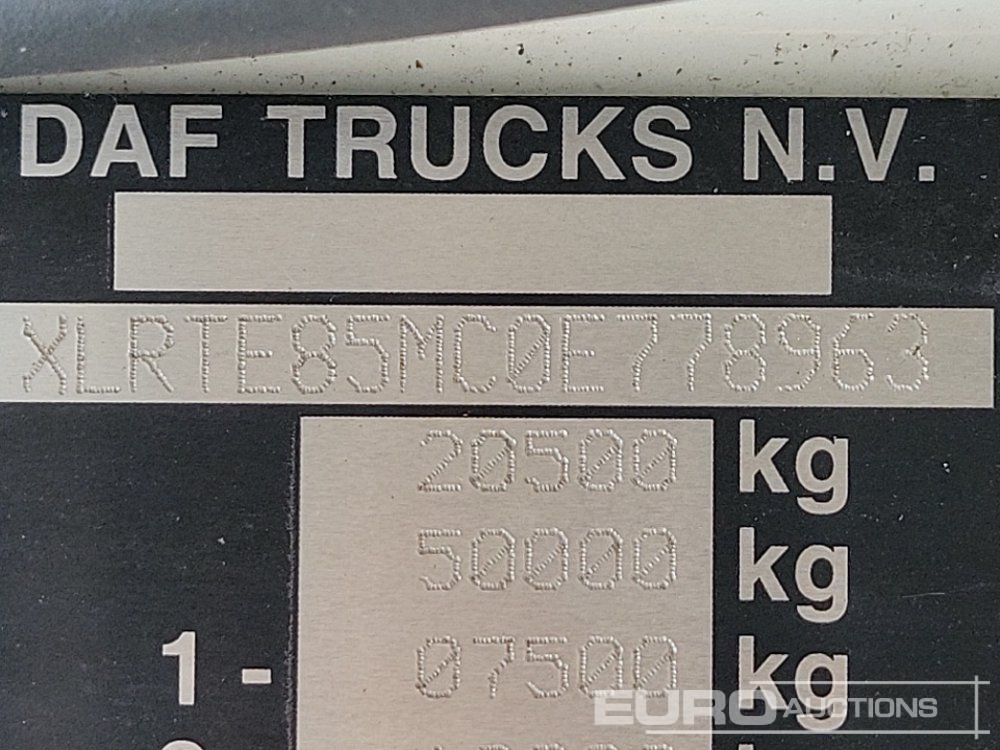 DAF TRUCKS N.V.
XLRTE85MC0E778963
20500 kg
50000 kg
1 - 07500 kg
EURO AUCTIONS